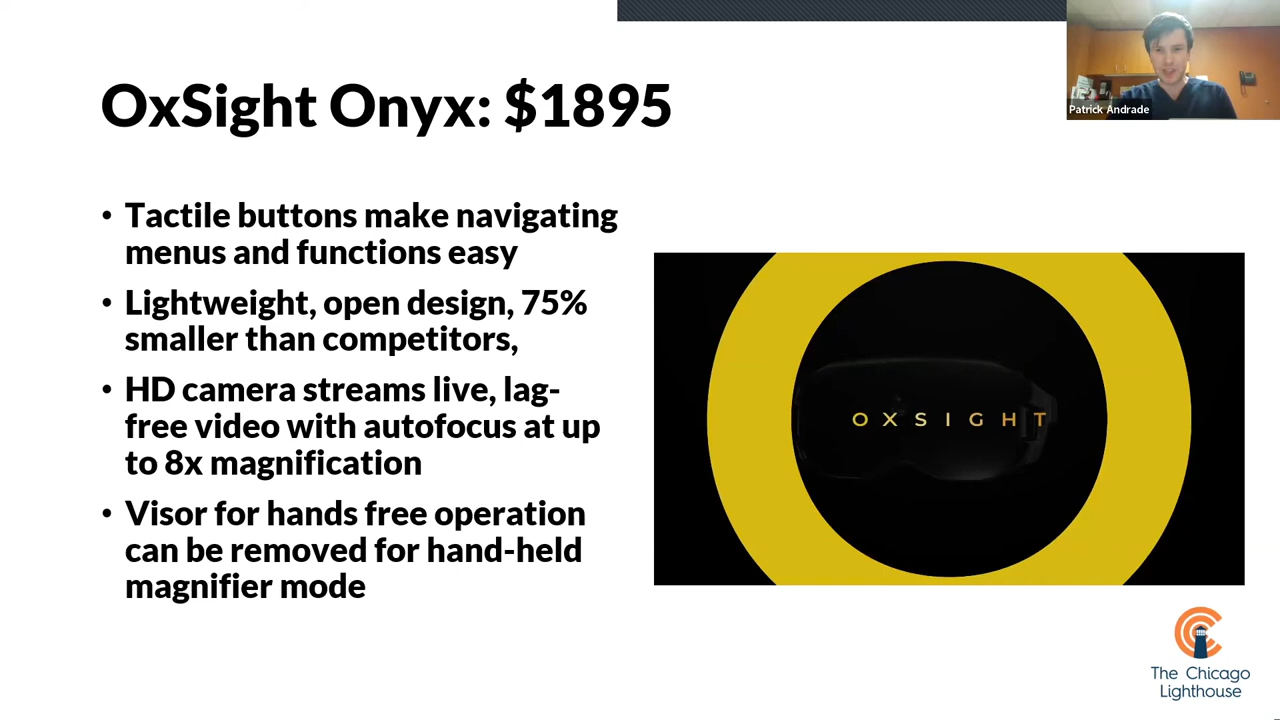 OxSight Onyx: $1895
Patrick Andrade
• Tactile buttons make navigating
menus and functions easy
• Lightweight, open design, 75%
smaller than competitors,
• HD camera streams live, lag-
free video with autofocus at up
to 8x magnification
• Visor for hands free operation
can be removed for hand-held
magnifier mode
OXSIGHT
The Chicago
Lighthouse